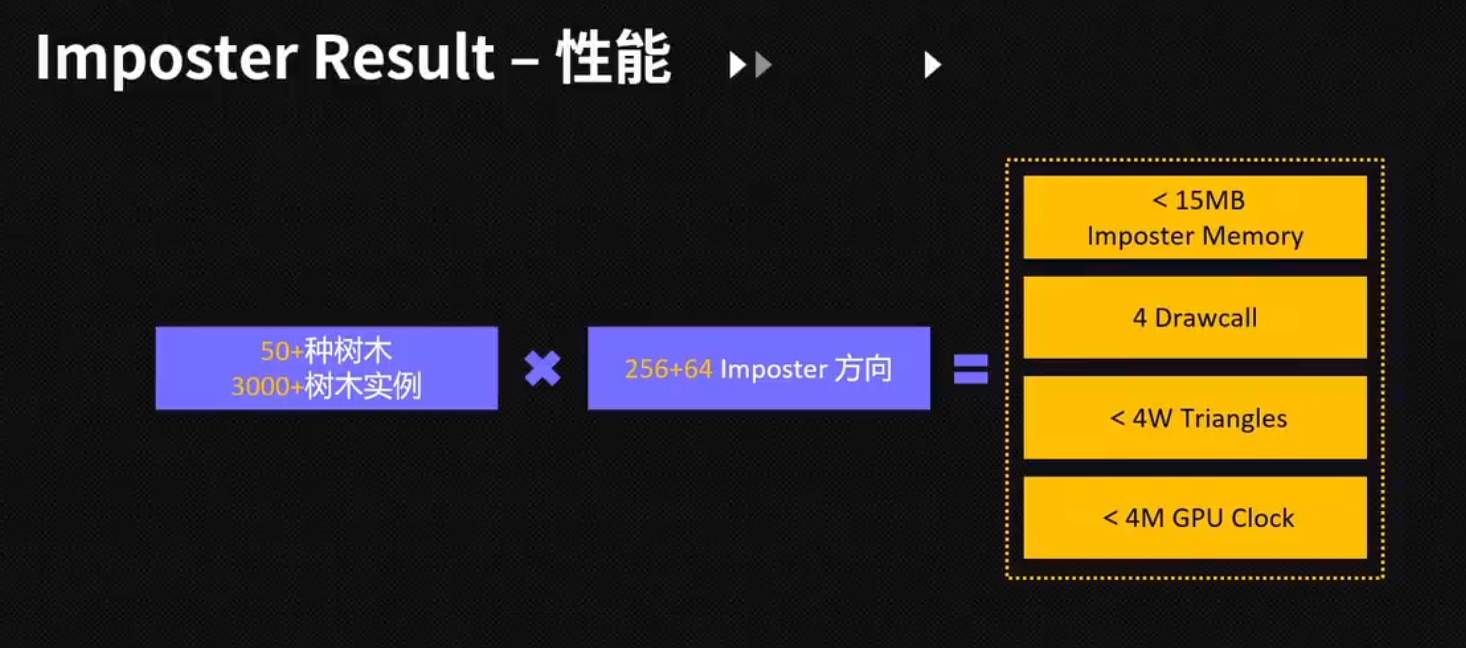 Imposter Result – 性能
50+种树木
3000+树木实例
256+64 Imposter 方向
< 15MB
Imposter Memory
4 Drawcall
< 4W Triangles
< 4M GPU Clock